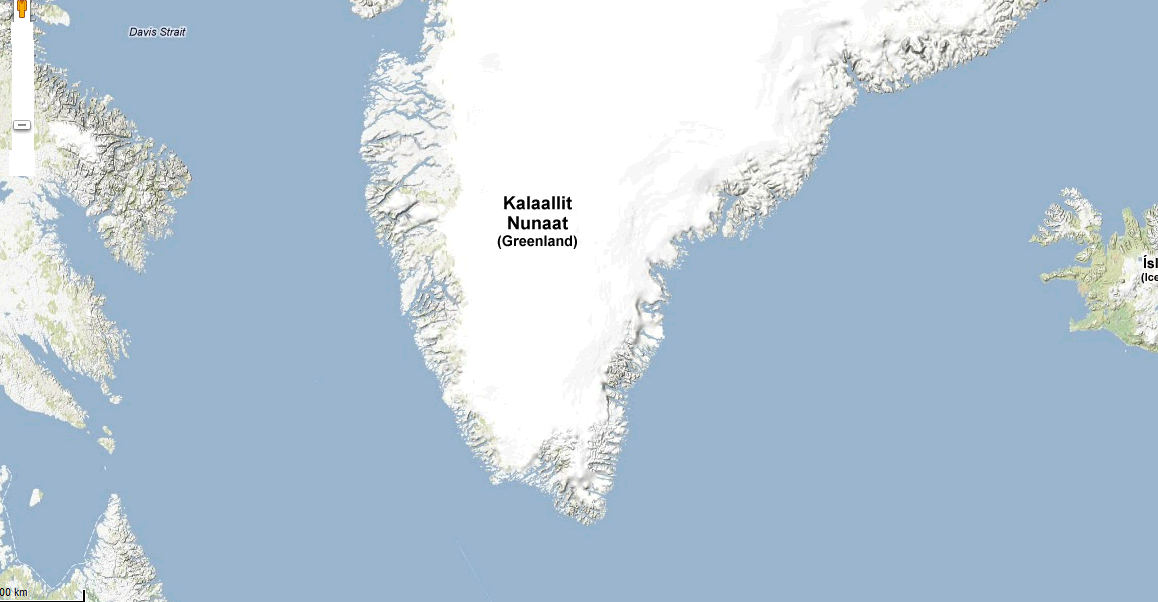 Davis Strait
Kalaallit
Nunaat
(Greenland)
Ísl
(Ice
00 km